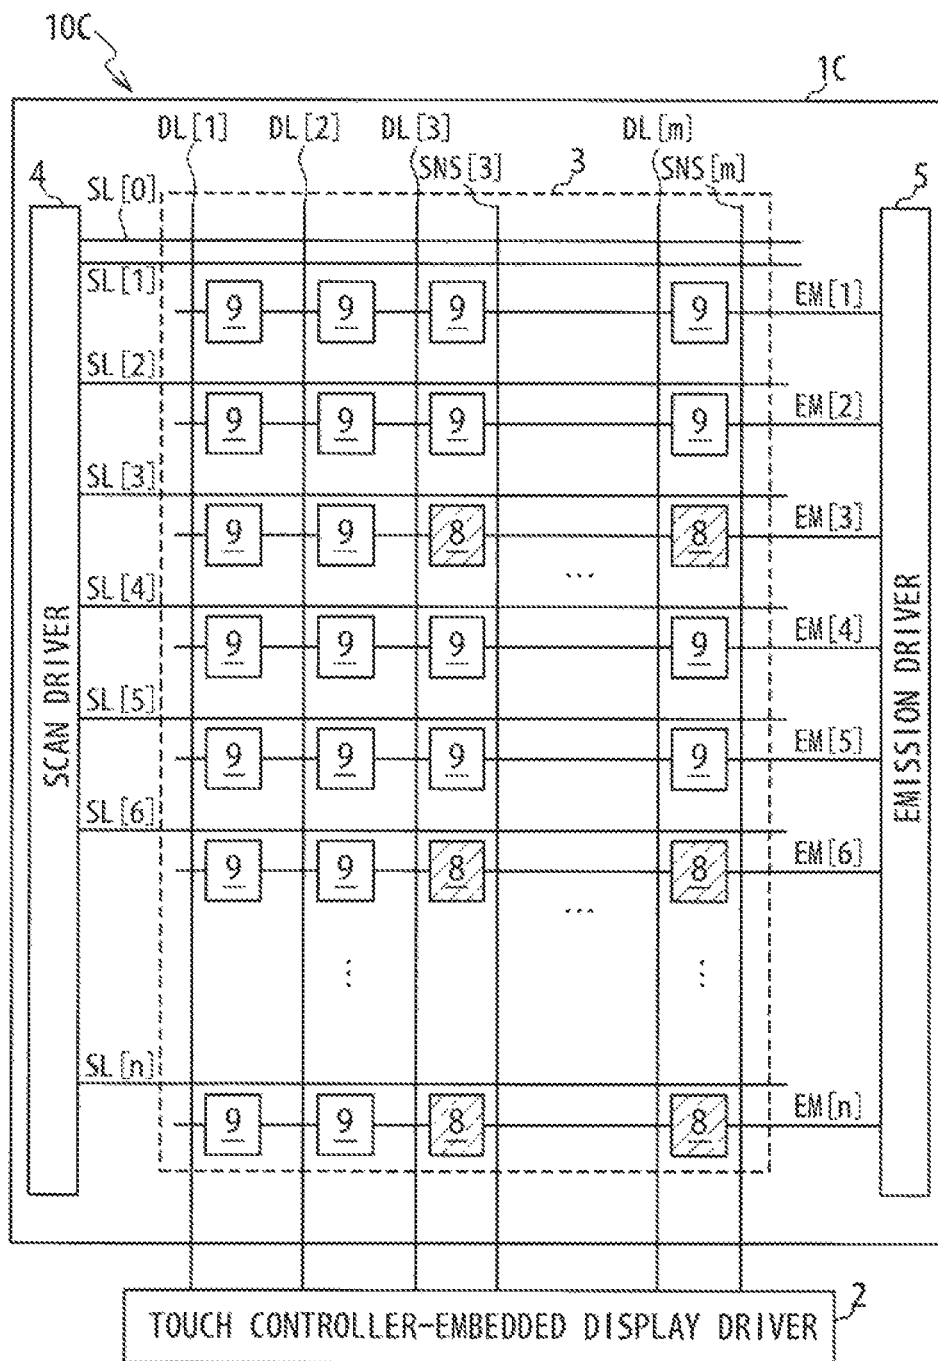 10C
1C
DL[1] DL[2] DL[3] DL[m]
4 SL[0] SNS[3] 3 SNS[m] 5
SL[1]
9 9 9 9 EM[1]
SL[2]
9 9 9 9 EM[2]
SL[3]
9 9 8 8 EM[3]
...
SL[4]
9 9 9 9 EM[4]
SL[5]
9 9 9 9 EM[5]
SL[6]
9 9 8 8 EM[6]
...
SL[n]
9 9 8 8 EM[n]
SCAN DRIVER
EMISSION DRIVER
2
TOUCH CONTROLLER-EMBEDDED DISPLAY DRIVER